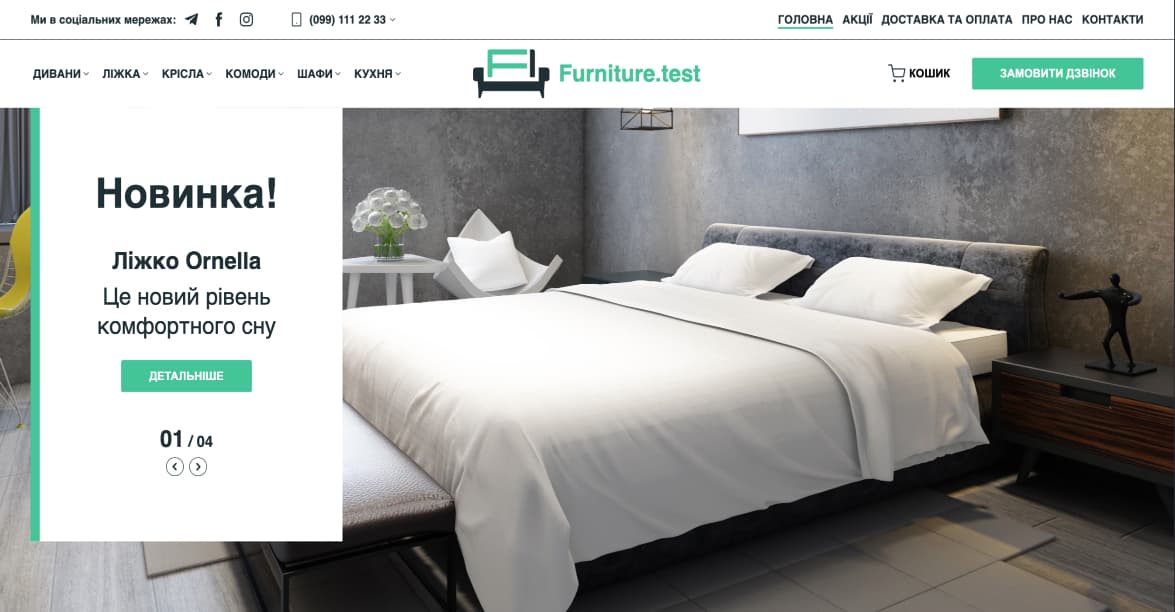 Ми в соціальних мережах:
(099) 111 22 33
ГОЛОВНА АКЦІЇ ДОСТАВКА ТА ОПЛАТА ПРО НАС КОНТАКТИ
ДИВАНИ ЛІЖКА КРІСЛА КОМОДИ ШАФИ КУХНЯ
Furniture.test
КОШИК
ЗАМОВИТИ ДЗВІНОК
Новинка!
Ліжко Ornella
Це новий рівень
комфортного сну
ДЕТАЛЬНІШЕ
01 / 04